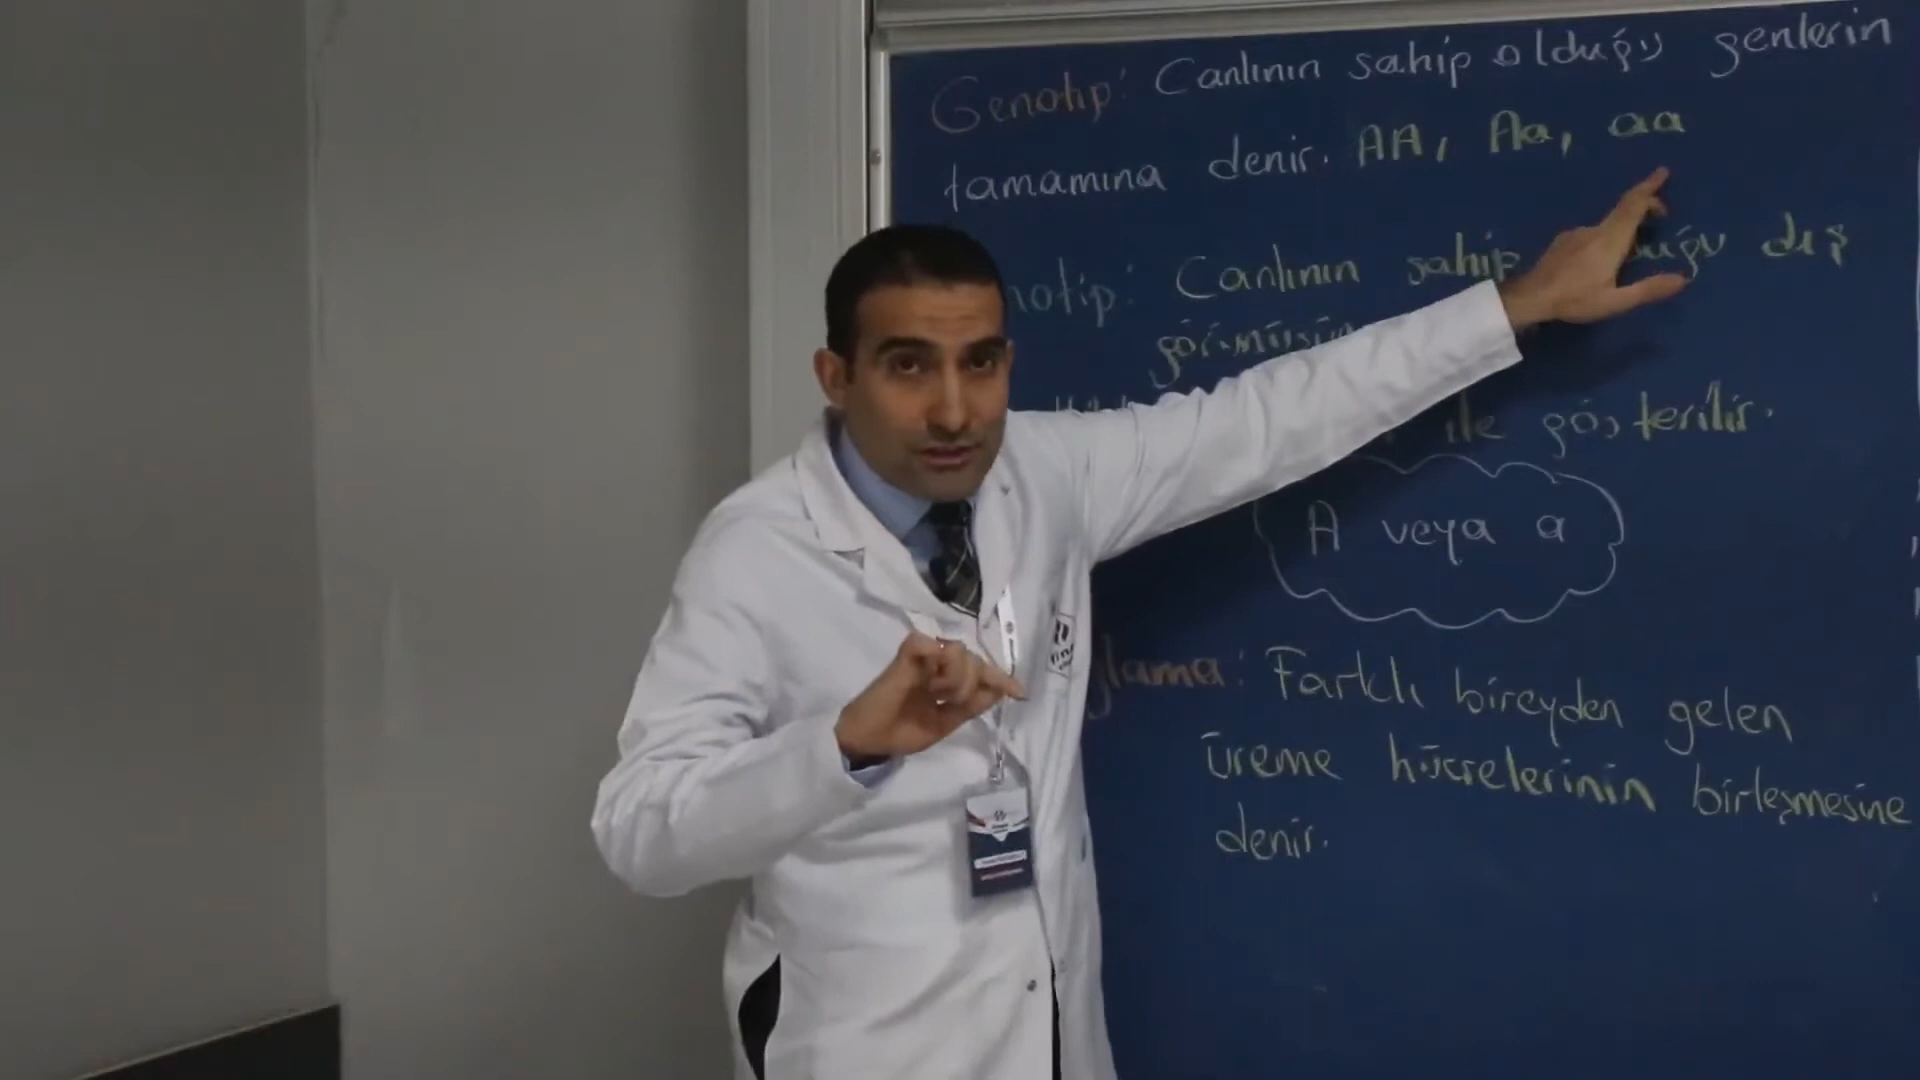 Genotip: Canlının sahip olduğu genlerin
tamamına denir. AA, Aa, aa
Canlının sahip dış
ile gösterilir.
A veya a
Farklı bireyden gelen
üreme hücrelerinin birleşmesine
denir.